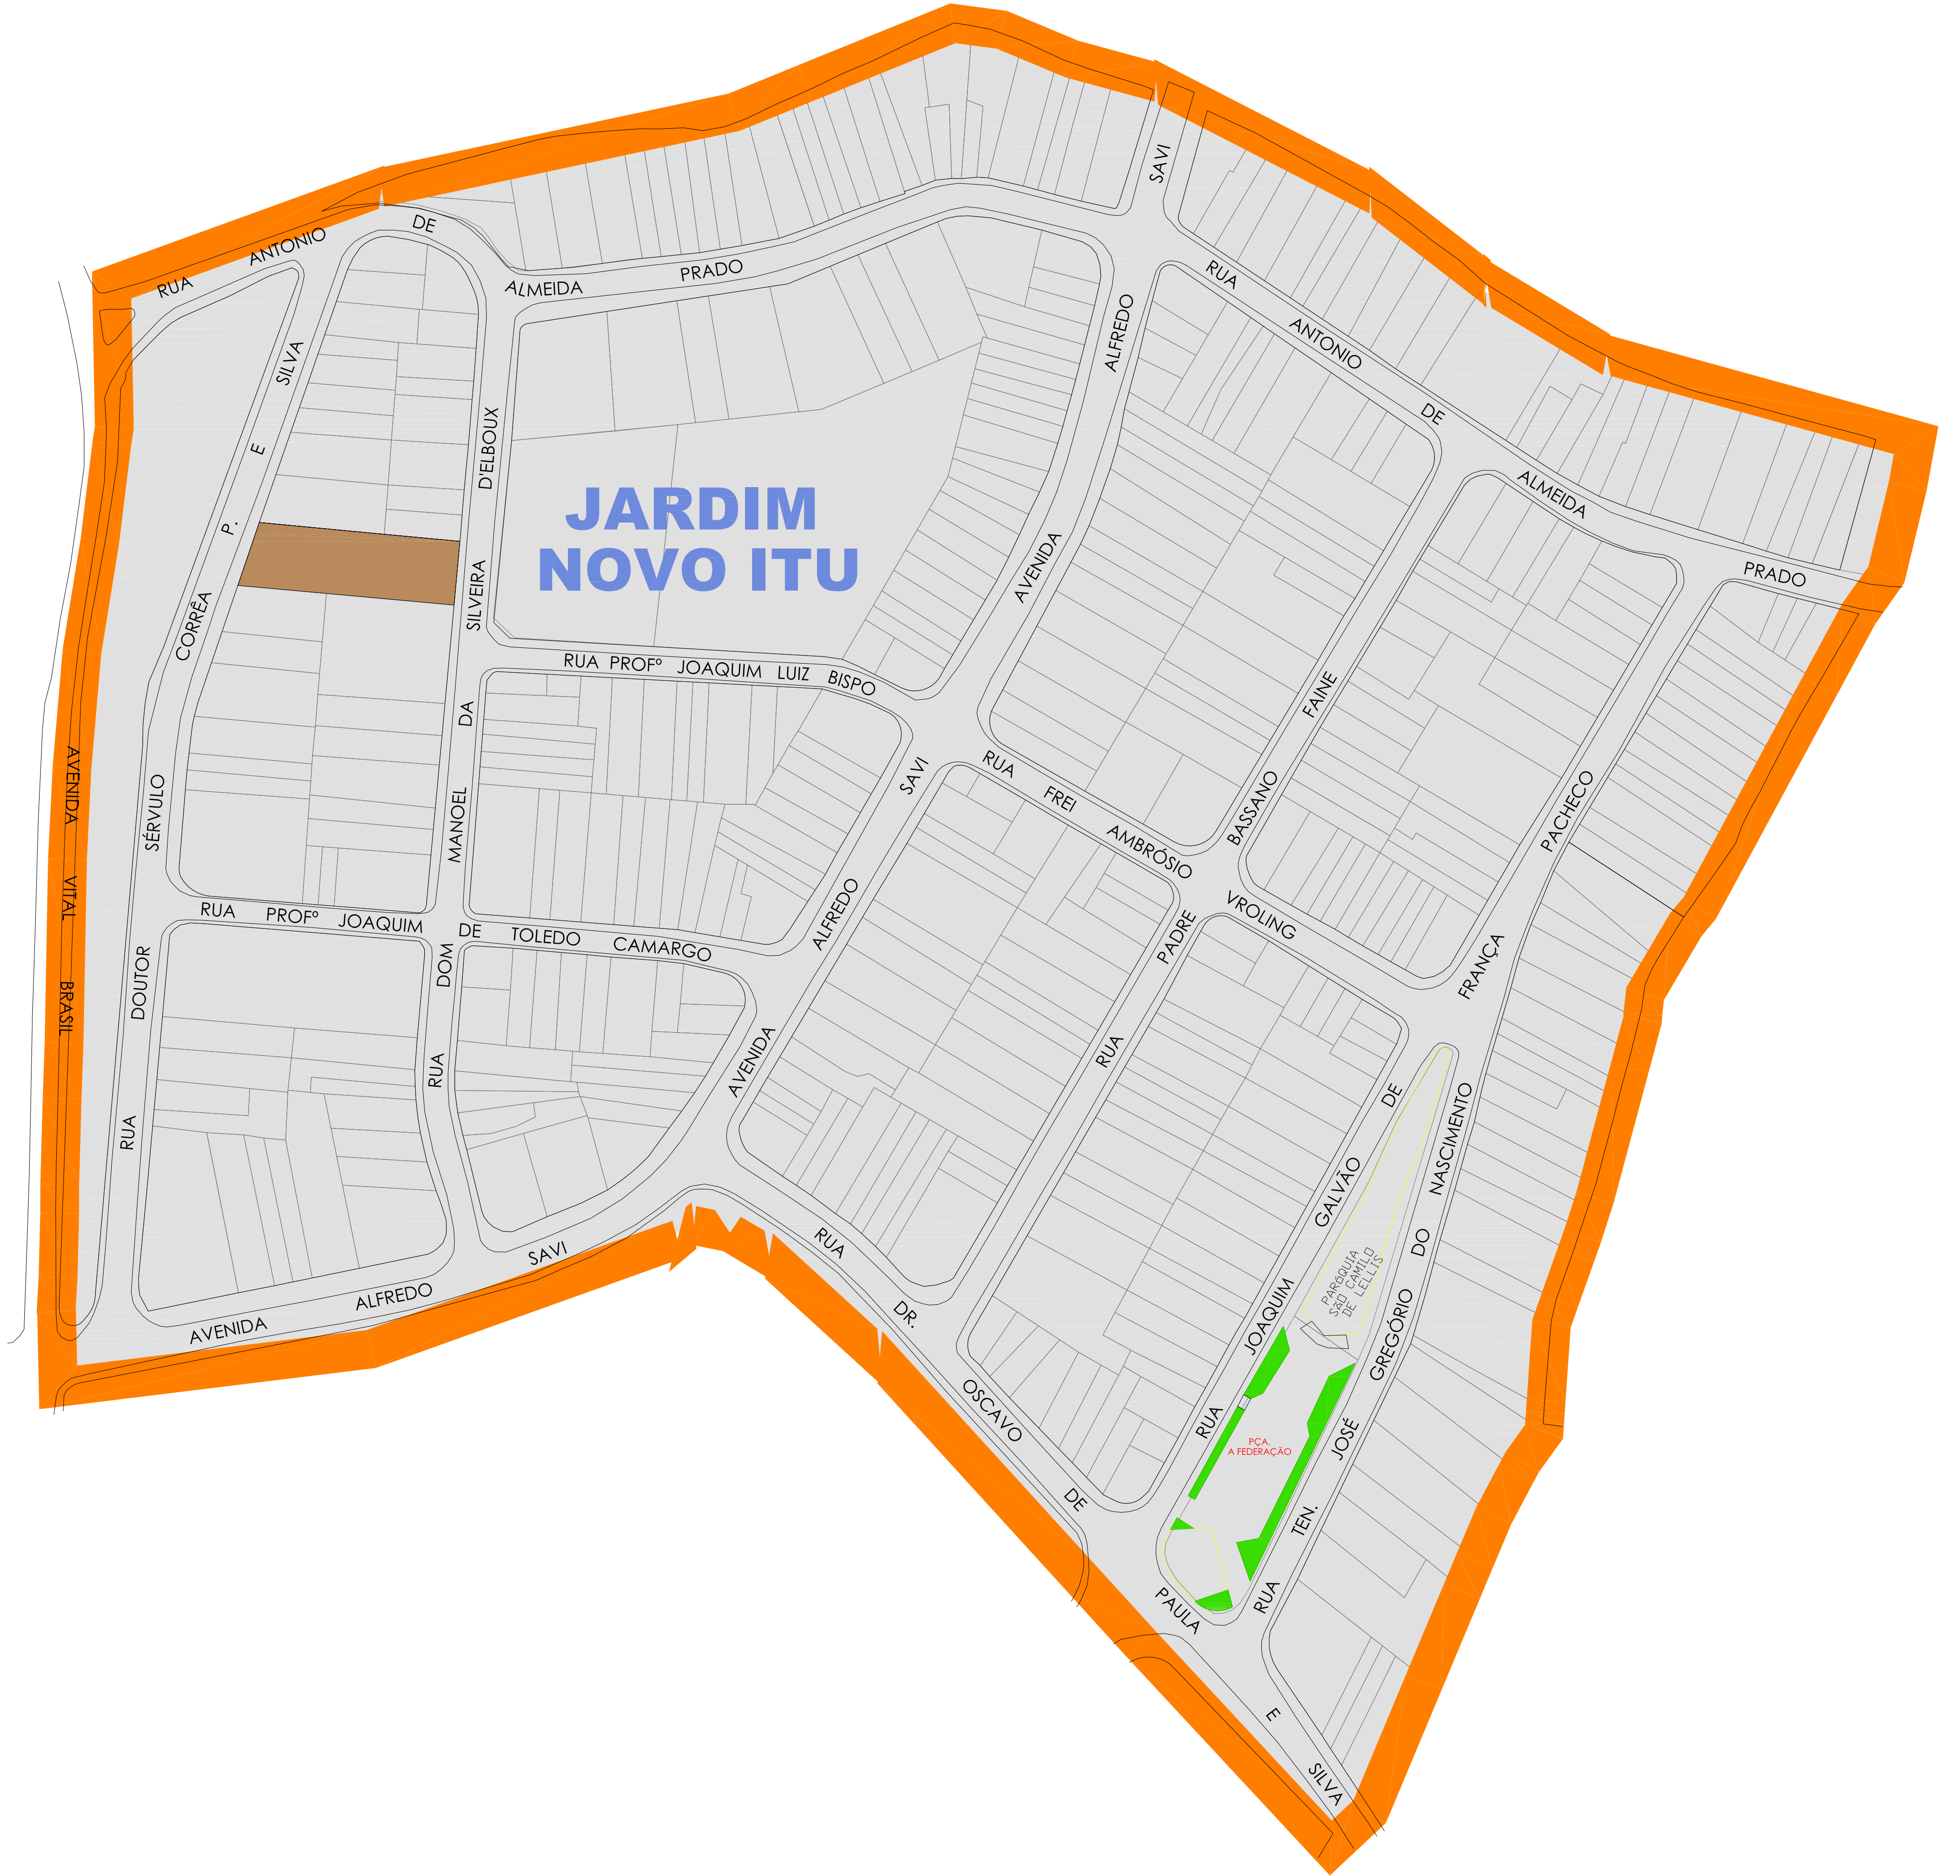 JARDIM
NOVO ITU
RUA ANTONIO DE ALMEIDA PRADO
SAVI
ALFREDO
AVENIDA
RUA ANTONIO DE ALMEIDA PRADO
SILVA
E
P.
CORRÊA
SÉRVULO
DOUTOR
RUA
AVENIDA VITAL BRASIL
D'ELBOUX
SILVEIRA
DA
MANOEL
DOM
RUA
RUA PROFº JOAQUIM LUIZ BISPO
RUA PROFº JOAQUIM DE TOLEDO CAMARGO
SAVI
ALFREDO
AVENIDA
AVENIDA ALFREDO SAVI
RUA FREI AMBRÓSIO VROLING
FAINE
BASSANO
PADRE
RUA
PACHECO
FRANÇA
NASCIMENTO
DO
GREGÓRIO
JOSÉ
TEN.
RUA
DE
GALVÃO
JOAQUIM
RUA
PARóQUIA
SãO CAMILO
DE LELLIS
PÇA.
A FEDERAÇÃO
RUA DR. OSCAVO DE PAULA E SILVA